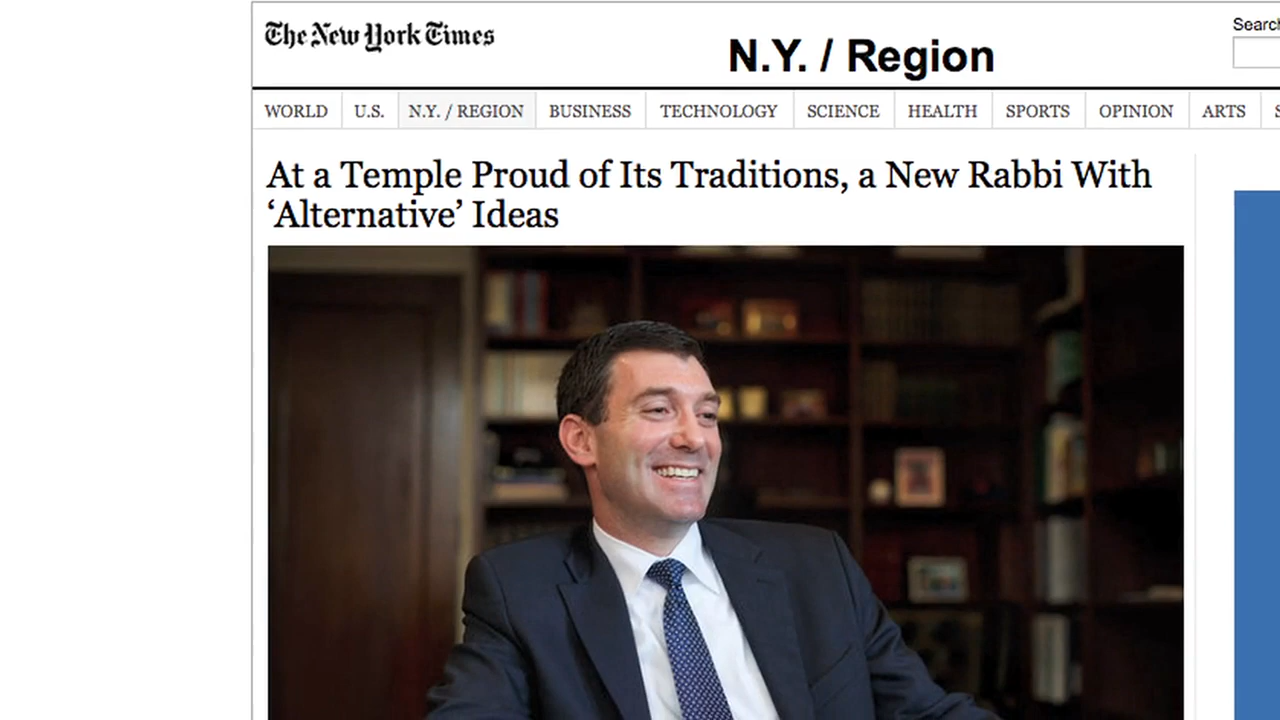 The New York Times
N.Y. / Region
Search
WORLD U.S. N.Y. / REGION BUSINESS TECHNOLOGY SCIENCE HEALTH SPORTS OPINION ARTS
At a Temple Proud of Its Traditions, a New Rabbi With
‘Alternative’ Ideas